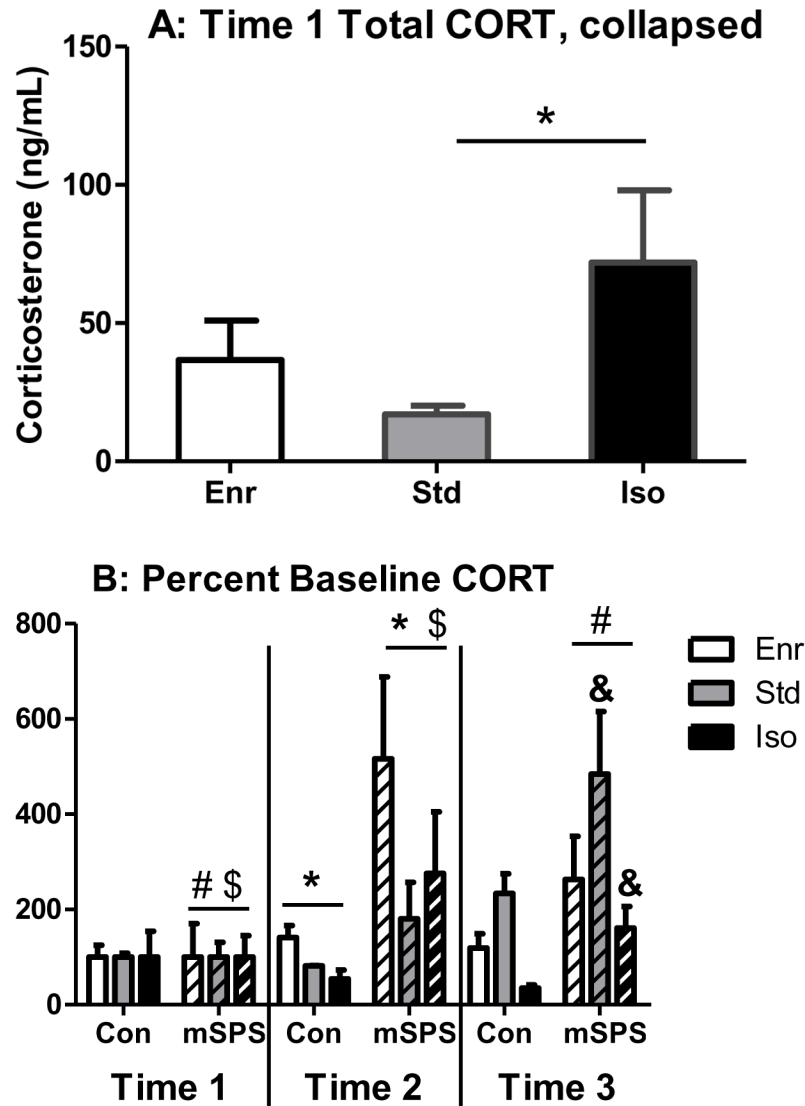 A: Time 1 Total CORT, collapsed
Corticosterone (ng/mL)
150
100
50
0
*
Enr
Std
Iso
B: Percent Baseline CORT
800
600
400
200
0
# $
*
* $
#
&
&
Enr
Std
Iso
Con mSPS Con mSPS Con mSPS
Time 1 Time 2 Time 3